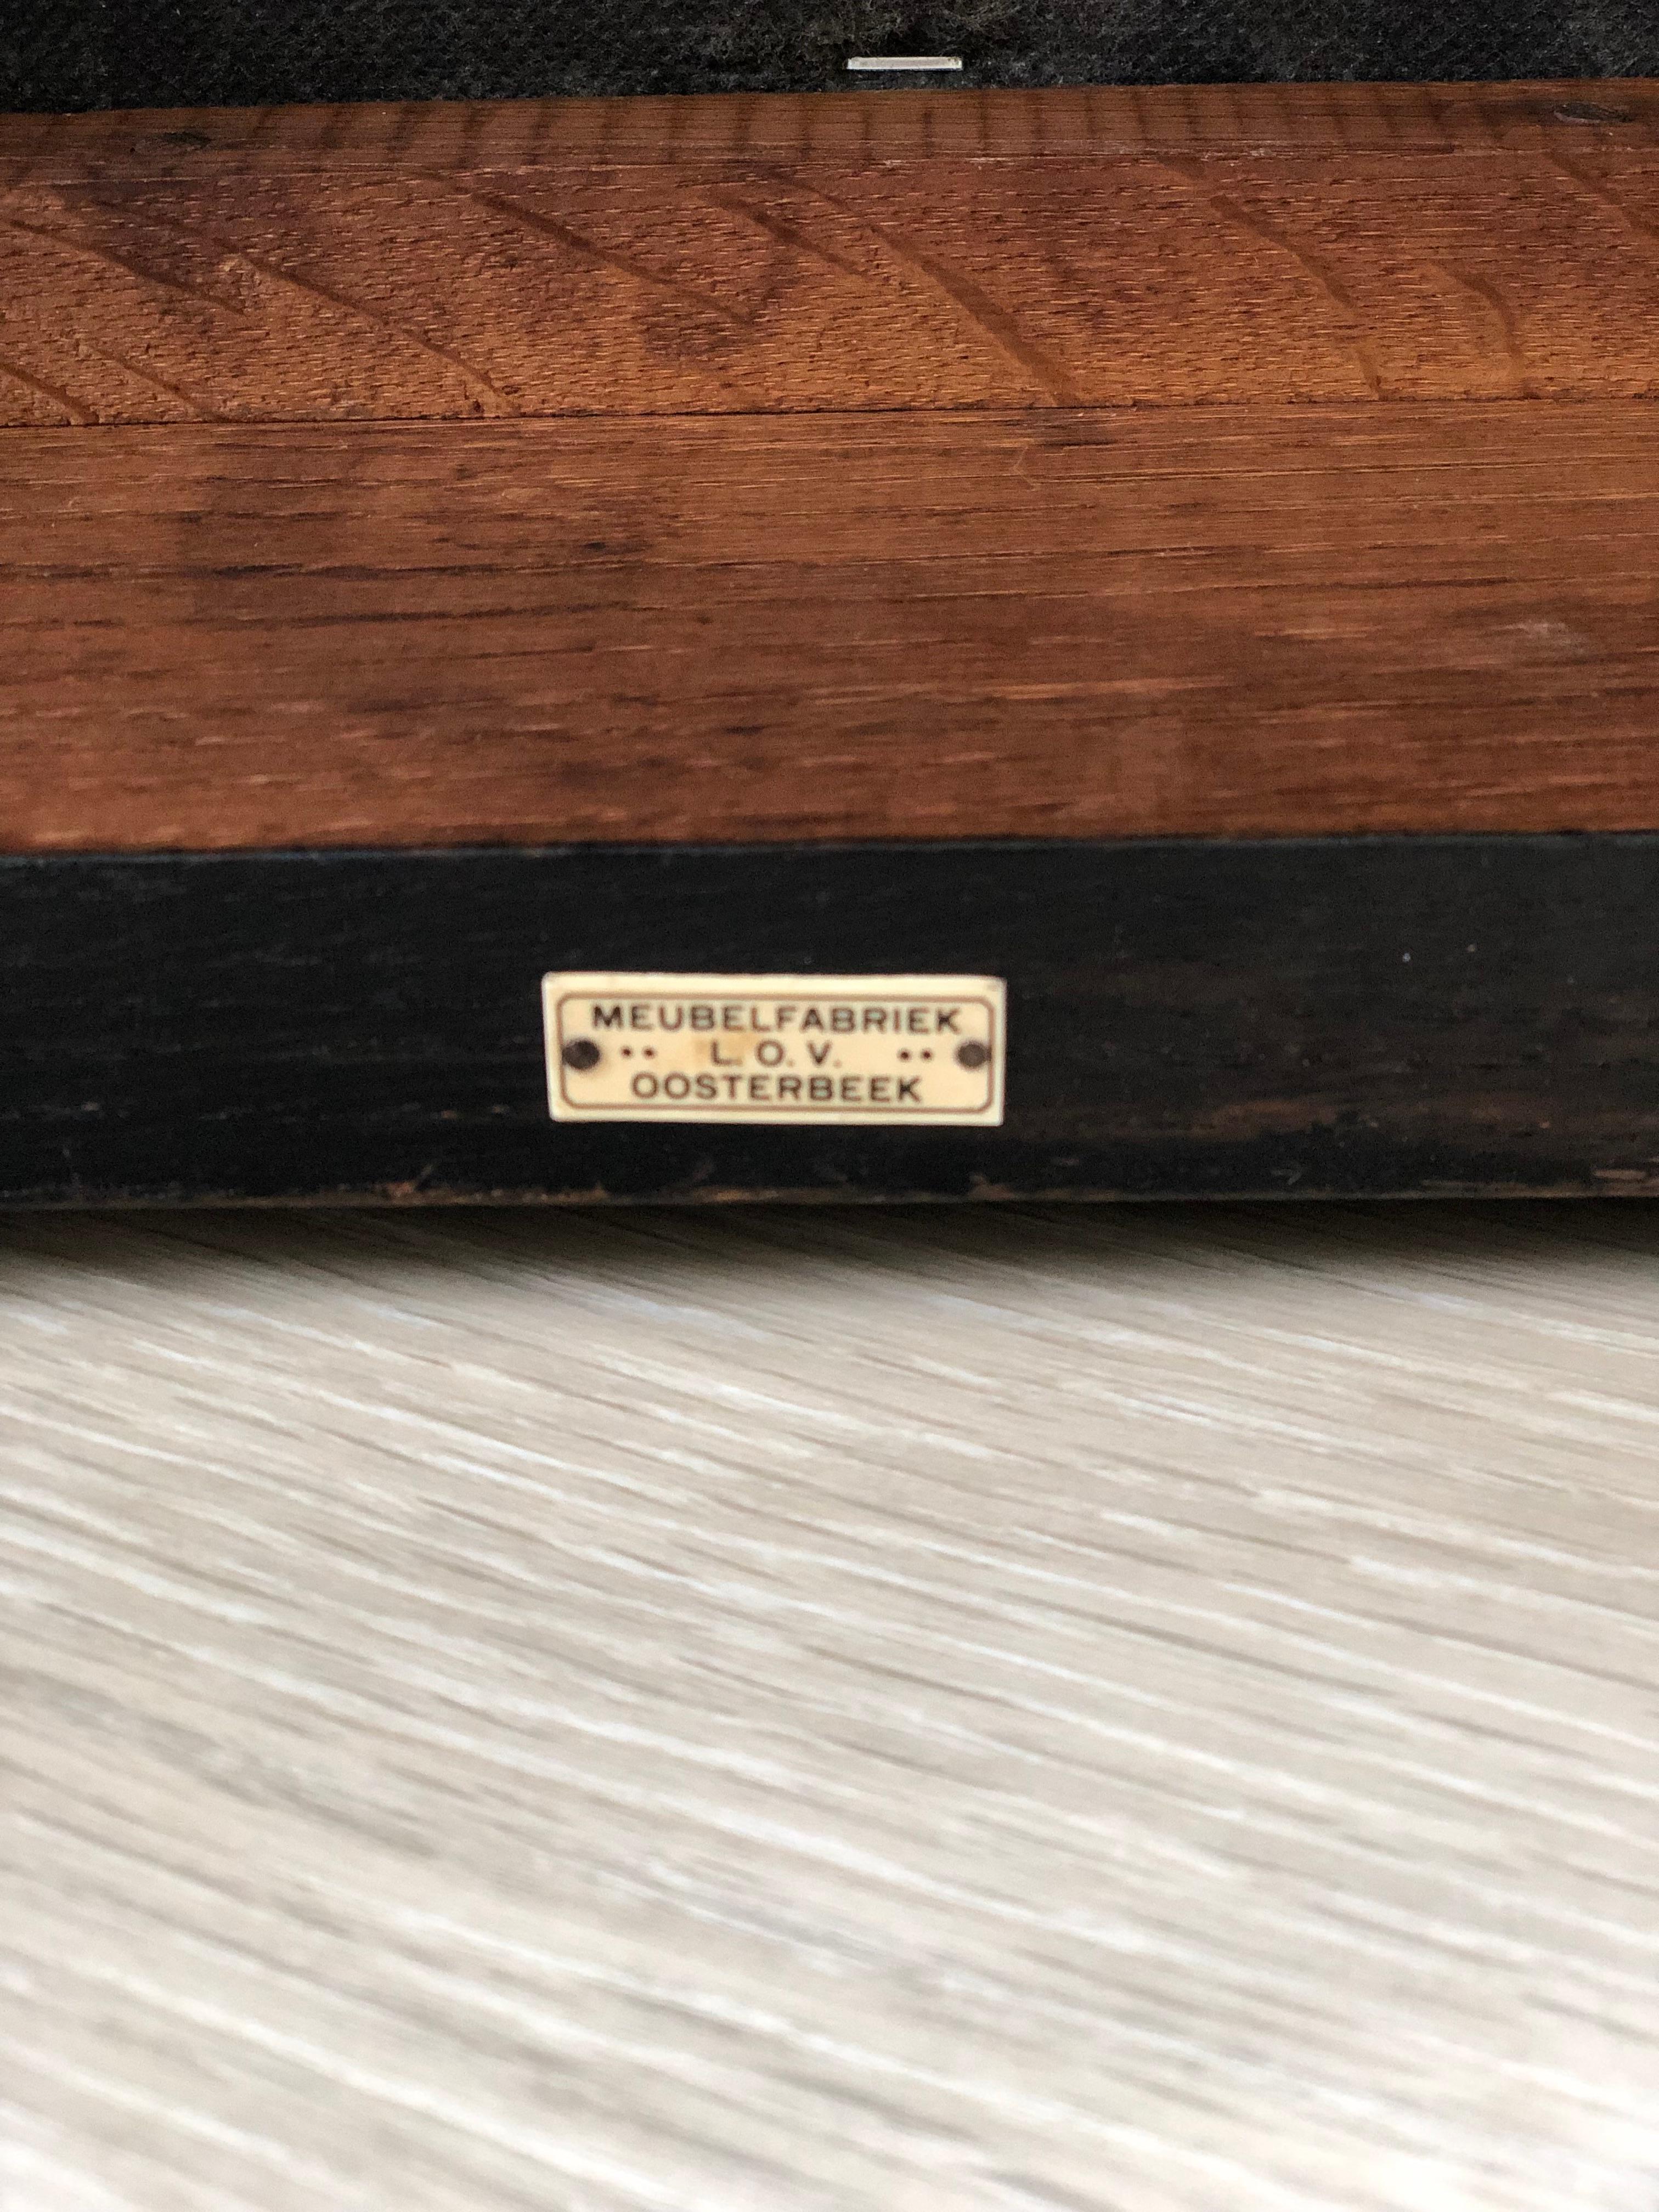 MEUBELFABRIEK
·· L. O. V. ··
OOSTERBEEK